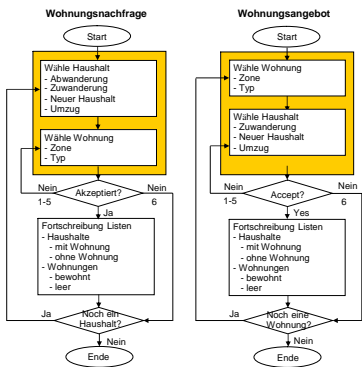 Wohnungsnachfrage
Start
Wähle Haushalt
- Abwanderung
- Zuwanderung
- Neuer Haushalt
- Umzug
Wähle Wohnung
- Zone
- Typ
Nein
Akzeptiert?
Nein
1-5
Ja
6
Fortschreibung Listen
- Haushalte
- mit Wohnung
- ohne Wohnung
- Wohnungen
- bewohnt
- leer
Ja
Noch ein
Haushalt?
Nein
Ende
Wohnungsangebot
Start
Wähle Wohnung
- Zone
- Typ
Wähle Haushalt
- Zuwanderung
- Neuer Haushalt
- Umzug
Nein
Accept?
Nein
1-5
Yes
6
Fortschreibung Listen
- Haushalte
- mit Wohnung
- ohne Wohnung
- Wohnungen
- bewohnt
- leer
Ja
Noch eine
Wohnung?
Nein
Ende